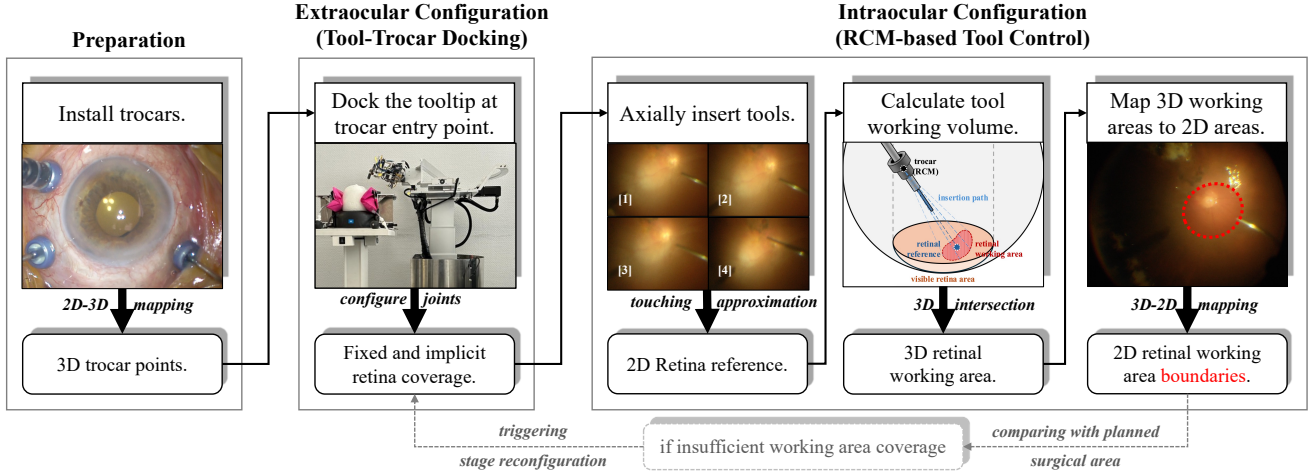 Preparation
Extraocular Configuration
(Tool-Trocar Docking)
Intraocular Configuration
(RCM-based Tool Control)
Install trocars.
2D-3D mapping
3D trocar points.
Dock the tooltip at
trocar entry point.
configure joints
Fixed and implicit
retina coverage.
Axially insert tools.
[1]
[2]
[3]
[4]
touching approximation
2D Retina reference.
Calculate tool
working volume.
trocar
(RCM)
insertion path
retinal
reference
retinal
working area
visible retina area
3D intersection
3D retinal
working area.
Map 3D working
areas to 2D areas.
3D-2D mapping
2D retinal working
area boundaries.
triggering
stage reconfiguration
if insufficient working area coverage
comparing with planned
surgical area